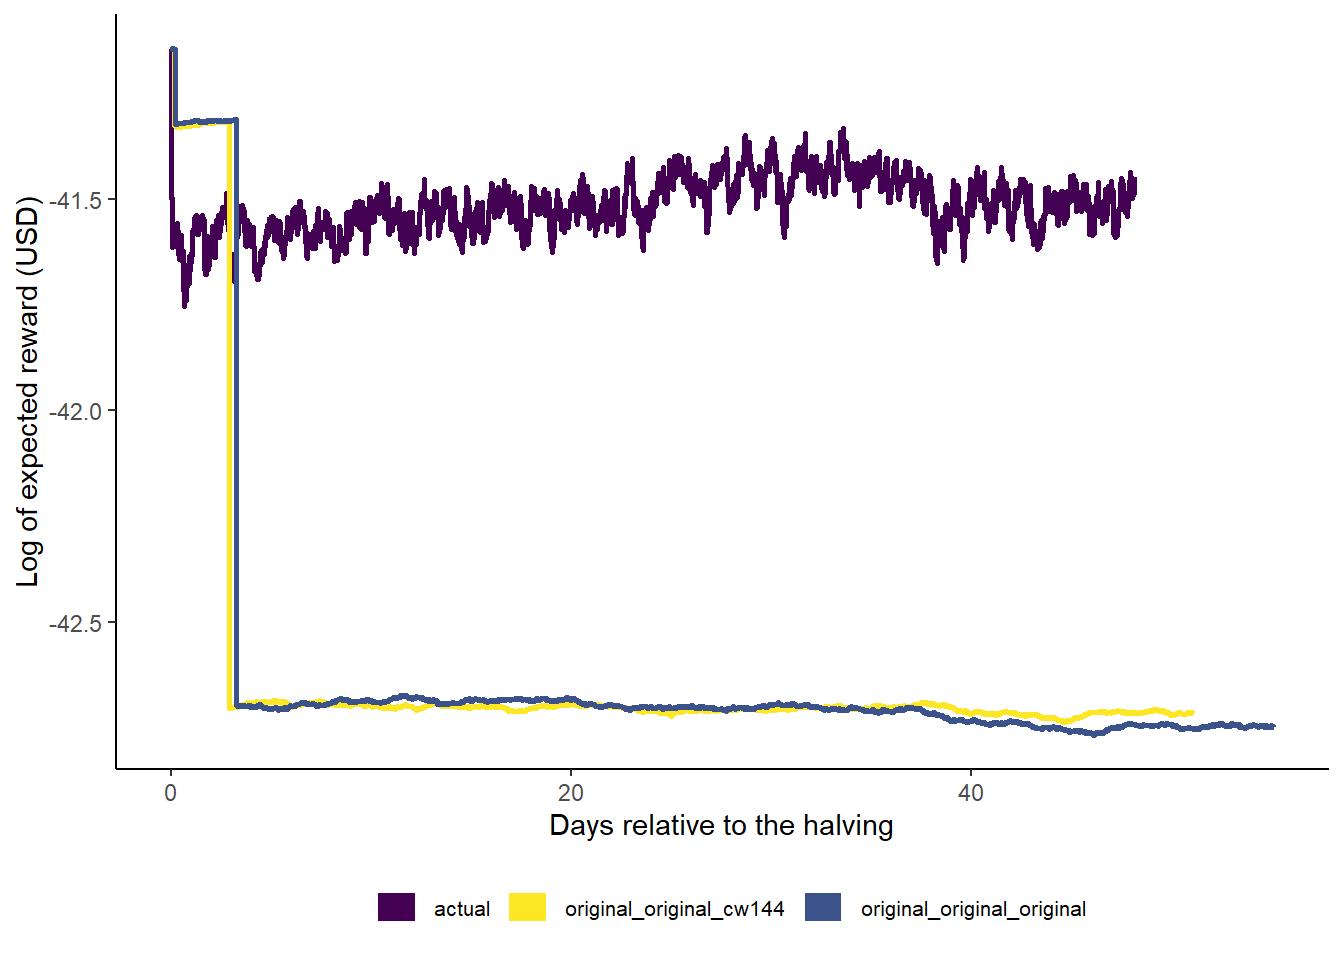 Log of expected reward (USD)
-41.5
-42.0
-42.5
0 20 40
Days relative to the halving
actual original_original_cw144 original_original_original